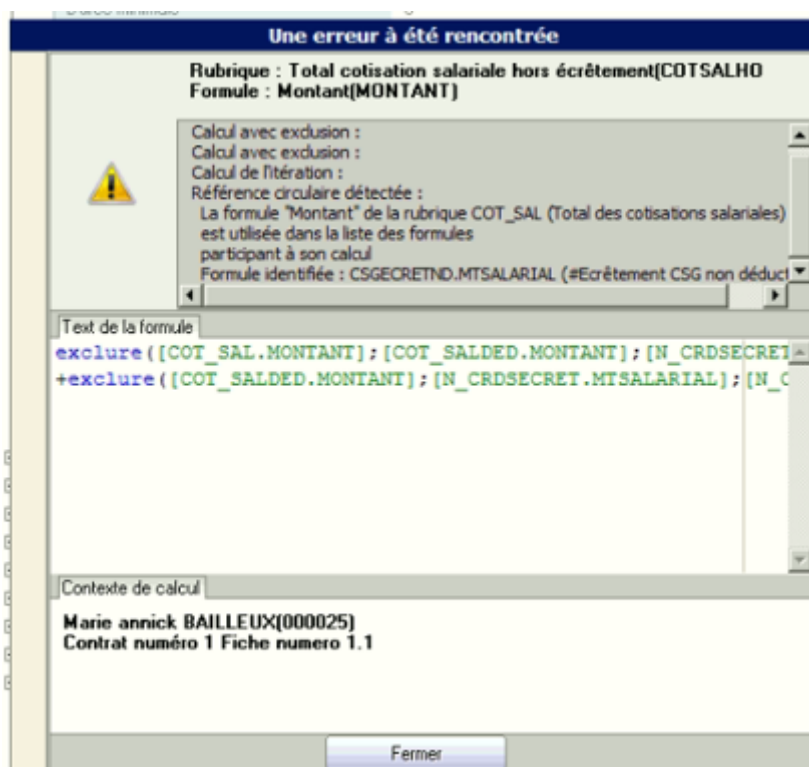 Une erreur à été rencontrée
Rubrique : Total cotisation salariale hors écrêtement(COTSALHO
Formule : Montant(MONTANT)
Calcul avec exclusion :
Calcul avec exclusion :
Calcul de l'itération :
Référence circulaire détectée :
La formule "Montant" de la rubrique COT_SAL (Total des cotisations salariales)
est utilisée dans la liste des formules
participant à son calcul
Formule identifiée : CSGECRETND.MTSALARIAL (#Ecrêtement CSG non déduct
Text de la formule
exclure([COT_SAL.MONTANT];[COT_SALDED.MONTANT];[N_CRDSECRET
+exclure([COT_SALDED.MONTANT];[N_CRDSECRET.MTSALARIAL];[N_C
Contexte de calcul
Marie annick BAILLEUX(000025)
Contrat numéro 1 Fiche numero 1.1
Fermer